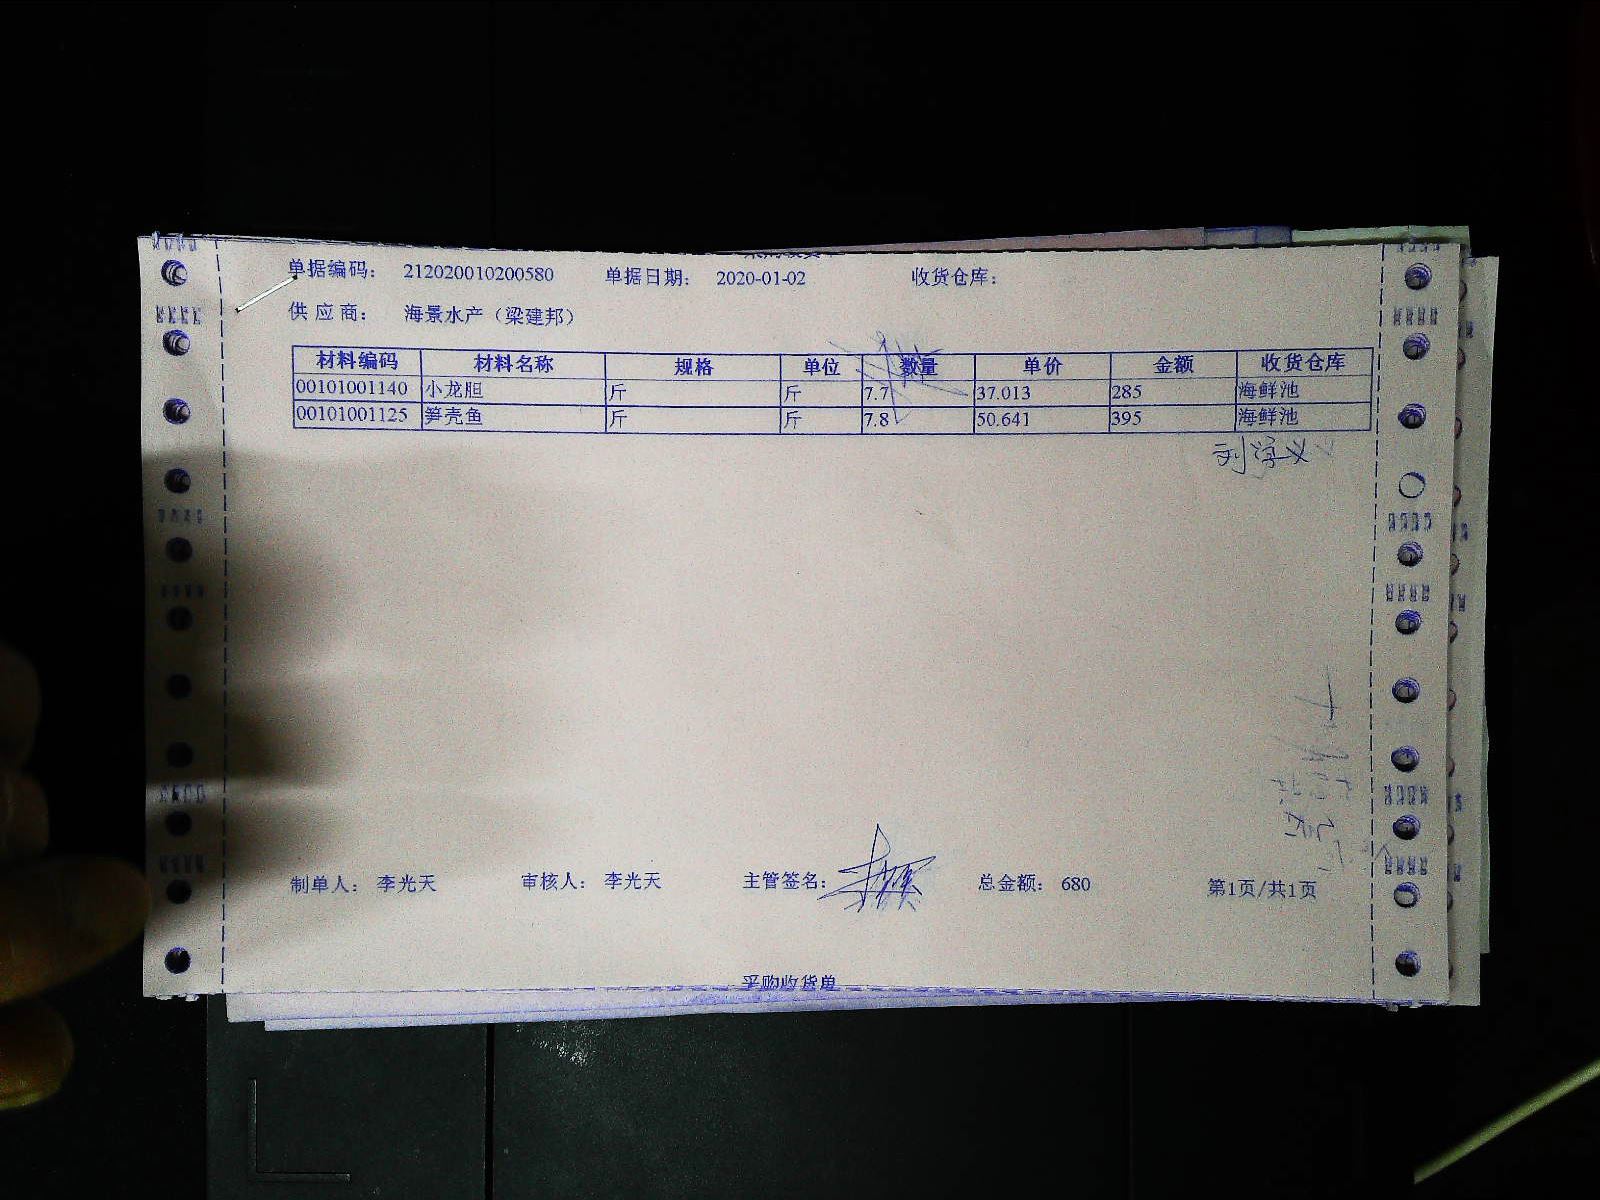 单据编码： 212020010200580 单据日期： 2020-01-02 收货仓库：
供应商： 海景水产（梁建邦）
材料编码 材料名称 规格 单位 数量 单价 金额 收货仓库
00101001140 小龙胆 斤 斤 7.7 37.013 285 海鲜池
00101001125 笋壳鱼 斤 斤 7.8 50.641 395 海鲜池
制单人： 李光天 审核人： 李光天 主管签名： 总金额： 680 第1页/共1页
采购收货单